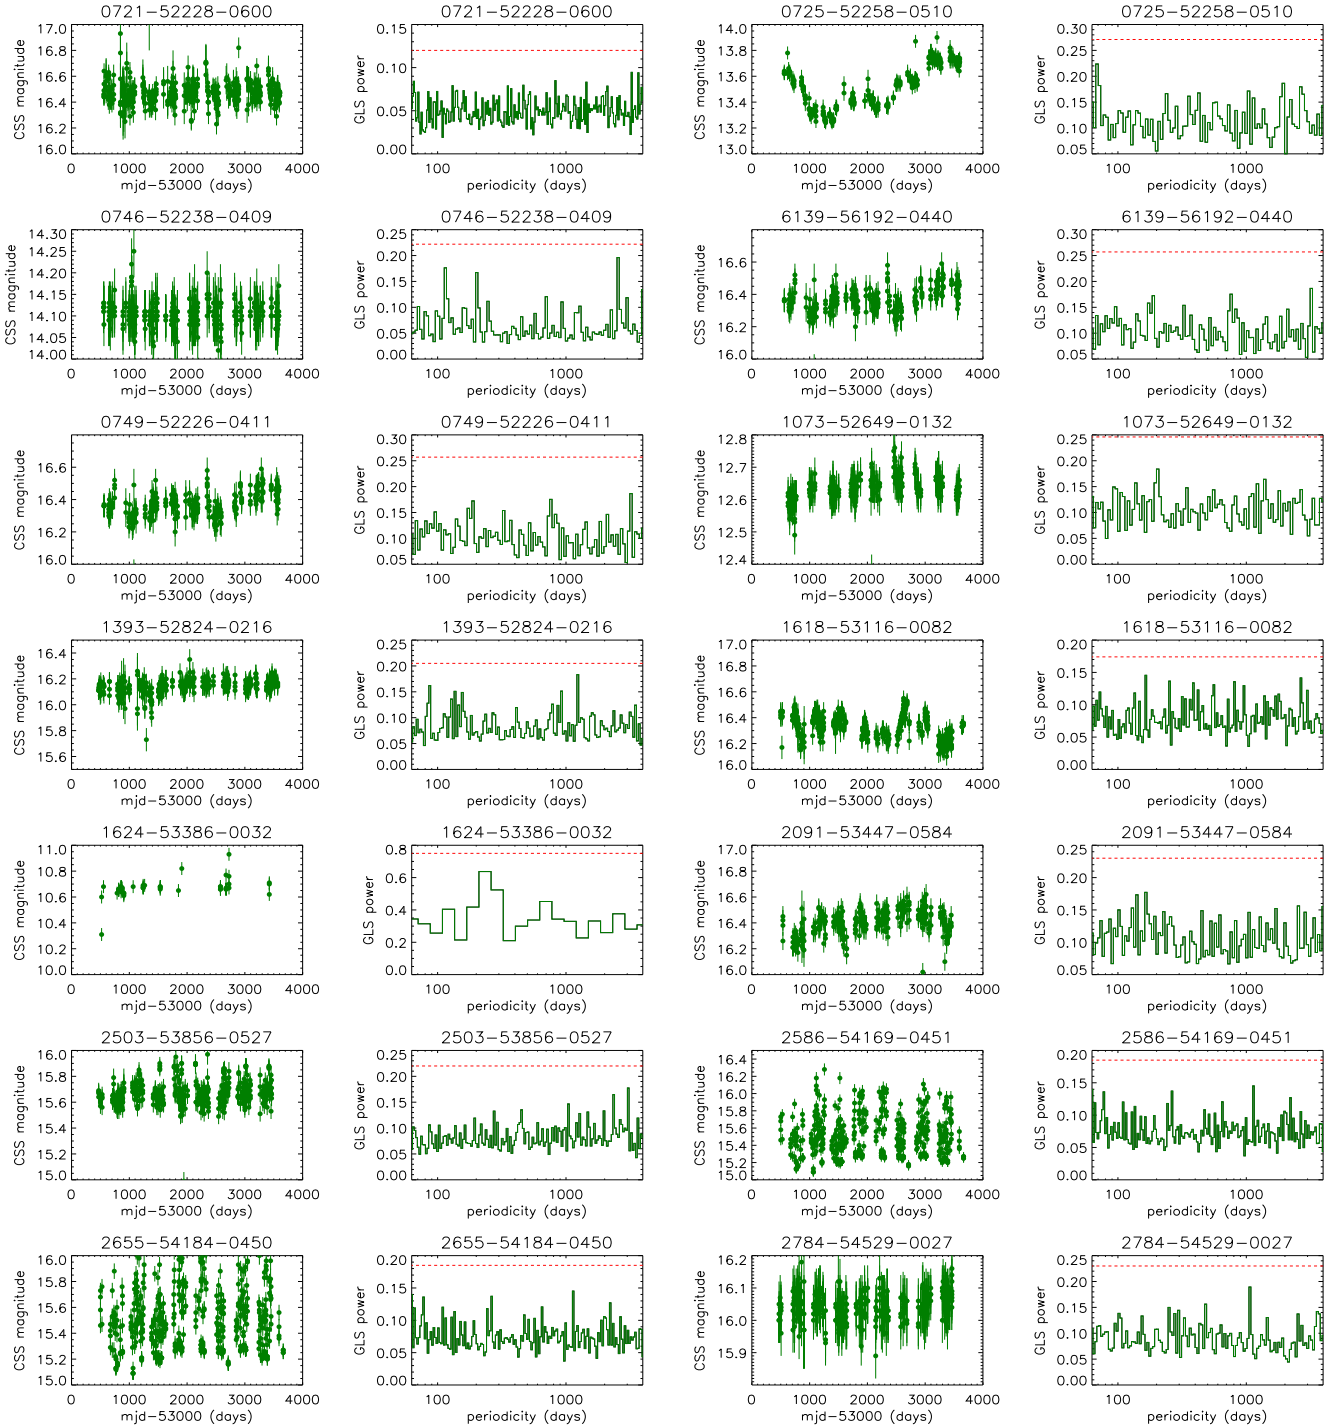 0721-52228-0600
0721-52228-0600
0725-52258-0510
0725-52258-0510
CSS magnitude
17.0
16.8
16.6
16.4
16.2
16.0
0 1000 2000 3000 4000
mjd-53000 (days)
GLS power
0.15
0.10
0.05
0.00
1000
periodicity (days)
CSS magnitude
14.0
13.8
13.6
13.4
13.2
13.0
0 1000 2000 3000 4000
mjd-53000 (days)
GLS power
0.30
0.25
0.20
0.15
0.10
0.05
100 1000
periodicity (days)
0746-52238-0409
0746-52238-0409
6139-56192-0440
6139-56192-0440
CSS magnitude
14.30
14.25
14.20
14.15
14.10
14.05
14.00
0 1000 2000 3000 4000
mjd-53000 (days)
GLS power
0.25
0.20
0.15
0.10
0.05
0.00
100 1000
periodicity (days)
CSS magnitude
16.6
16.4
16.2
16.0
0 1000 2000 3000 4000
mjd-53000 (days)
GLS power
0.30
0.25
0.20
0.15
0.10
0.05
100 1000
periodicity (days)
0749-52226-0411
0749-52226-0411
1073-52649-0132
1073-52649-0132
CSS magnitude
16.6
16.4
16.2
16.0
0 1000 2000 3000 4000
mjd-53000 (days)
GLS power
0.30
0.25
0.20
0.15
0.10
0.05
100 1000
periodicity (days)
CSS magnitude
12.8
12.7
12.6
12.5
12.4
0 1000 2000 3000 4000
mjd-53000 (days)
GLS power
0.25
0.20
0.15
0.10
0.05
0.00
100 1000
periodicity (days)
1393-52824-0216
1393-52824-0216
1618-53116-0082
1618-53116-0082
CSS magnitude
16.4
16.2
16.0
15.8
15.6
0 1000 2000 3000 4000
mjd-53000 (days)
GLS power
0.25
0.20
0.15
0.10
0.05
0.00
100 1000
periodicity (days)
CSS magnitude
17.0
16.8
16.6
16.4
16.2
16.0
0 1000 2000 3000 4000
mjd-53000 (days)
GLS power
0.20
0.15
0.10
0.05
0.00
100 1000
periodicity (days)
1624-53386-0032
1624-53386-0032
2091-53447-0584
2091-53447-0584
CSS magnitude
11.0
10.8
10.6
10.4
10.2
10.0
0 1000 2000 3000 4000
mjd-53000 (days)
GLS power
0.8
0.6
0.4
0.2
0.0
100 1000
periodicity (days)
CSS magnitude
17.0
16.8
16.6
16.4
16.2
16.0
0 1000 2000 3000 4000
mjd-53000 (days)
GLS power
0.25
0.20
0.15
0.10
0.05
100 1000
periodicity (days)
2503-53856-0527
2503-53856-0527
2586-54169-0451
2586-54169-0451
CSS magnitude
16.0
15.8
15.6
15.4
15.2
15.0
0 1000 2000 3000 4000
mjd-53000 (days)
GLS power
0.25
0.20
0.15
0.10
0.05
0.00
100 1000
periodicity (days)
CSS magnitude
16.4
16.2
16.0
15.8
15.6
15.4
15.2
15.0
0 1000 2000 3000 4000
mjd-53000 (days)
GLS power
0.20
0.15
0.10
0.05
0.00
100 1000
periodicity (days)
2655-54184-0450
2655-54184-0450
2784-54529-0027
2784-54529-0027
CSS magnitude
16.0
15.8
15.6
15.4
15.2
15.0
0 1000 2000 3000 4000
mjd-53000 (days)
GLS power
0.20
0.15
0.10
0.05
0.00
100 1000
periodicity (days)
CSS magnitude
16.2
16.1
16.0
15.9
0 1000 2000 3000 4000
mjd-53000 (days)
GLS power
0.25
0.20
0.15
0.10
0.05
0.00
100 1000
periodicity (days)